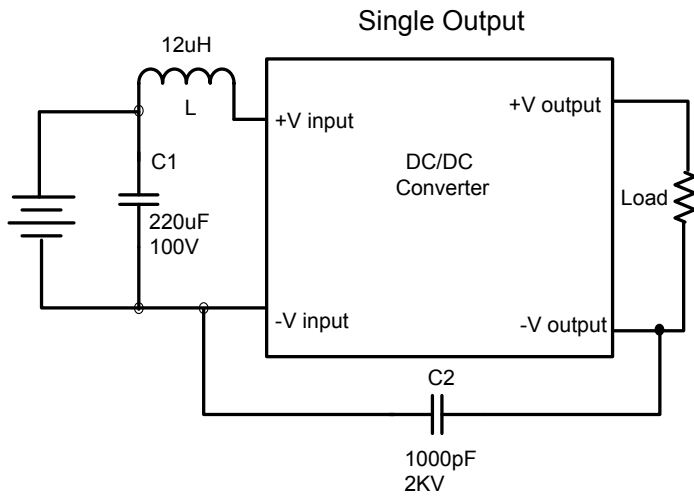 Single Output
12uH
L
+V input
+V output
C1
DC/DC
Converter
Load
220uF
100V
-V input
-V output
C2
1000pF
2KV